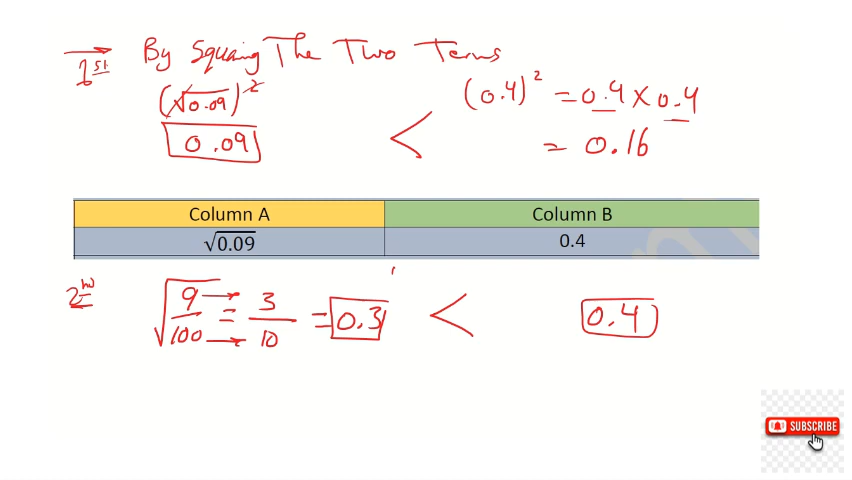 1st By Squaring The Two Terms
(√0.09)² (0.4)² = 0.4 × 0.4
0.09 < = 0.16
Column A Column B
√0.09 0.4
2nd √9/100 = 3/10 = 0.3 < 0.4
SUBSCRIBE